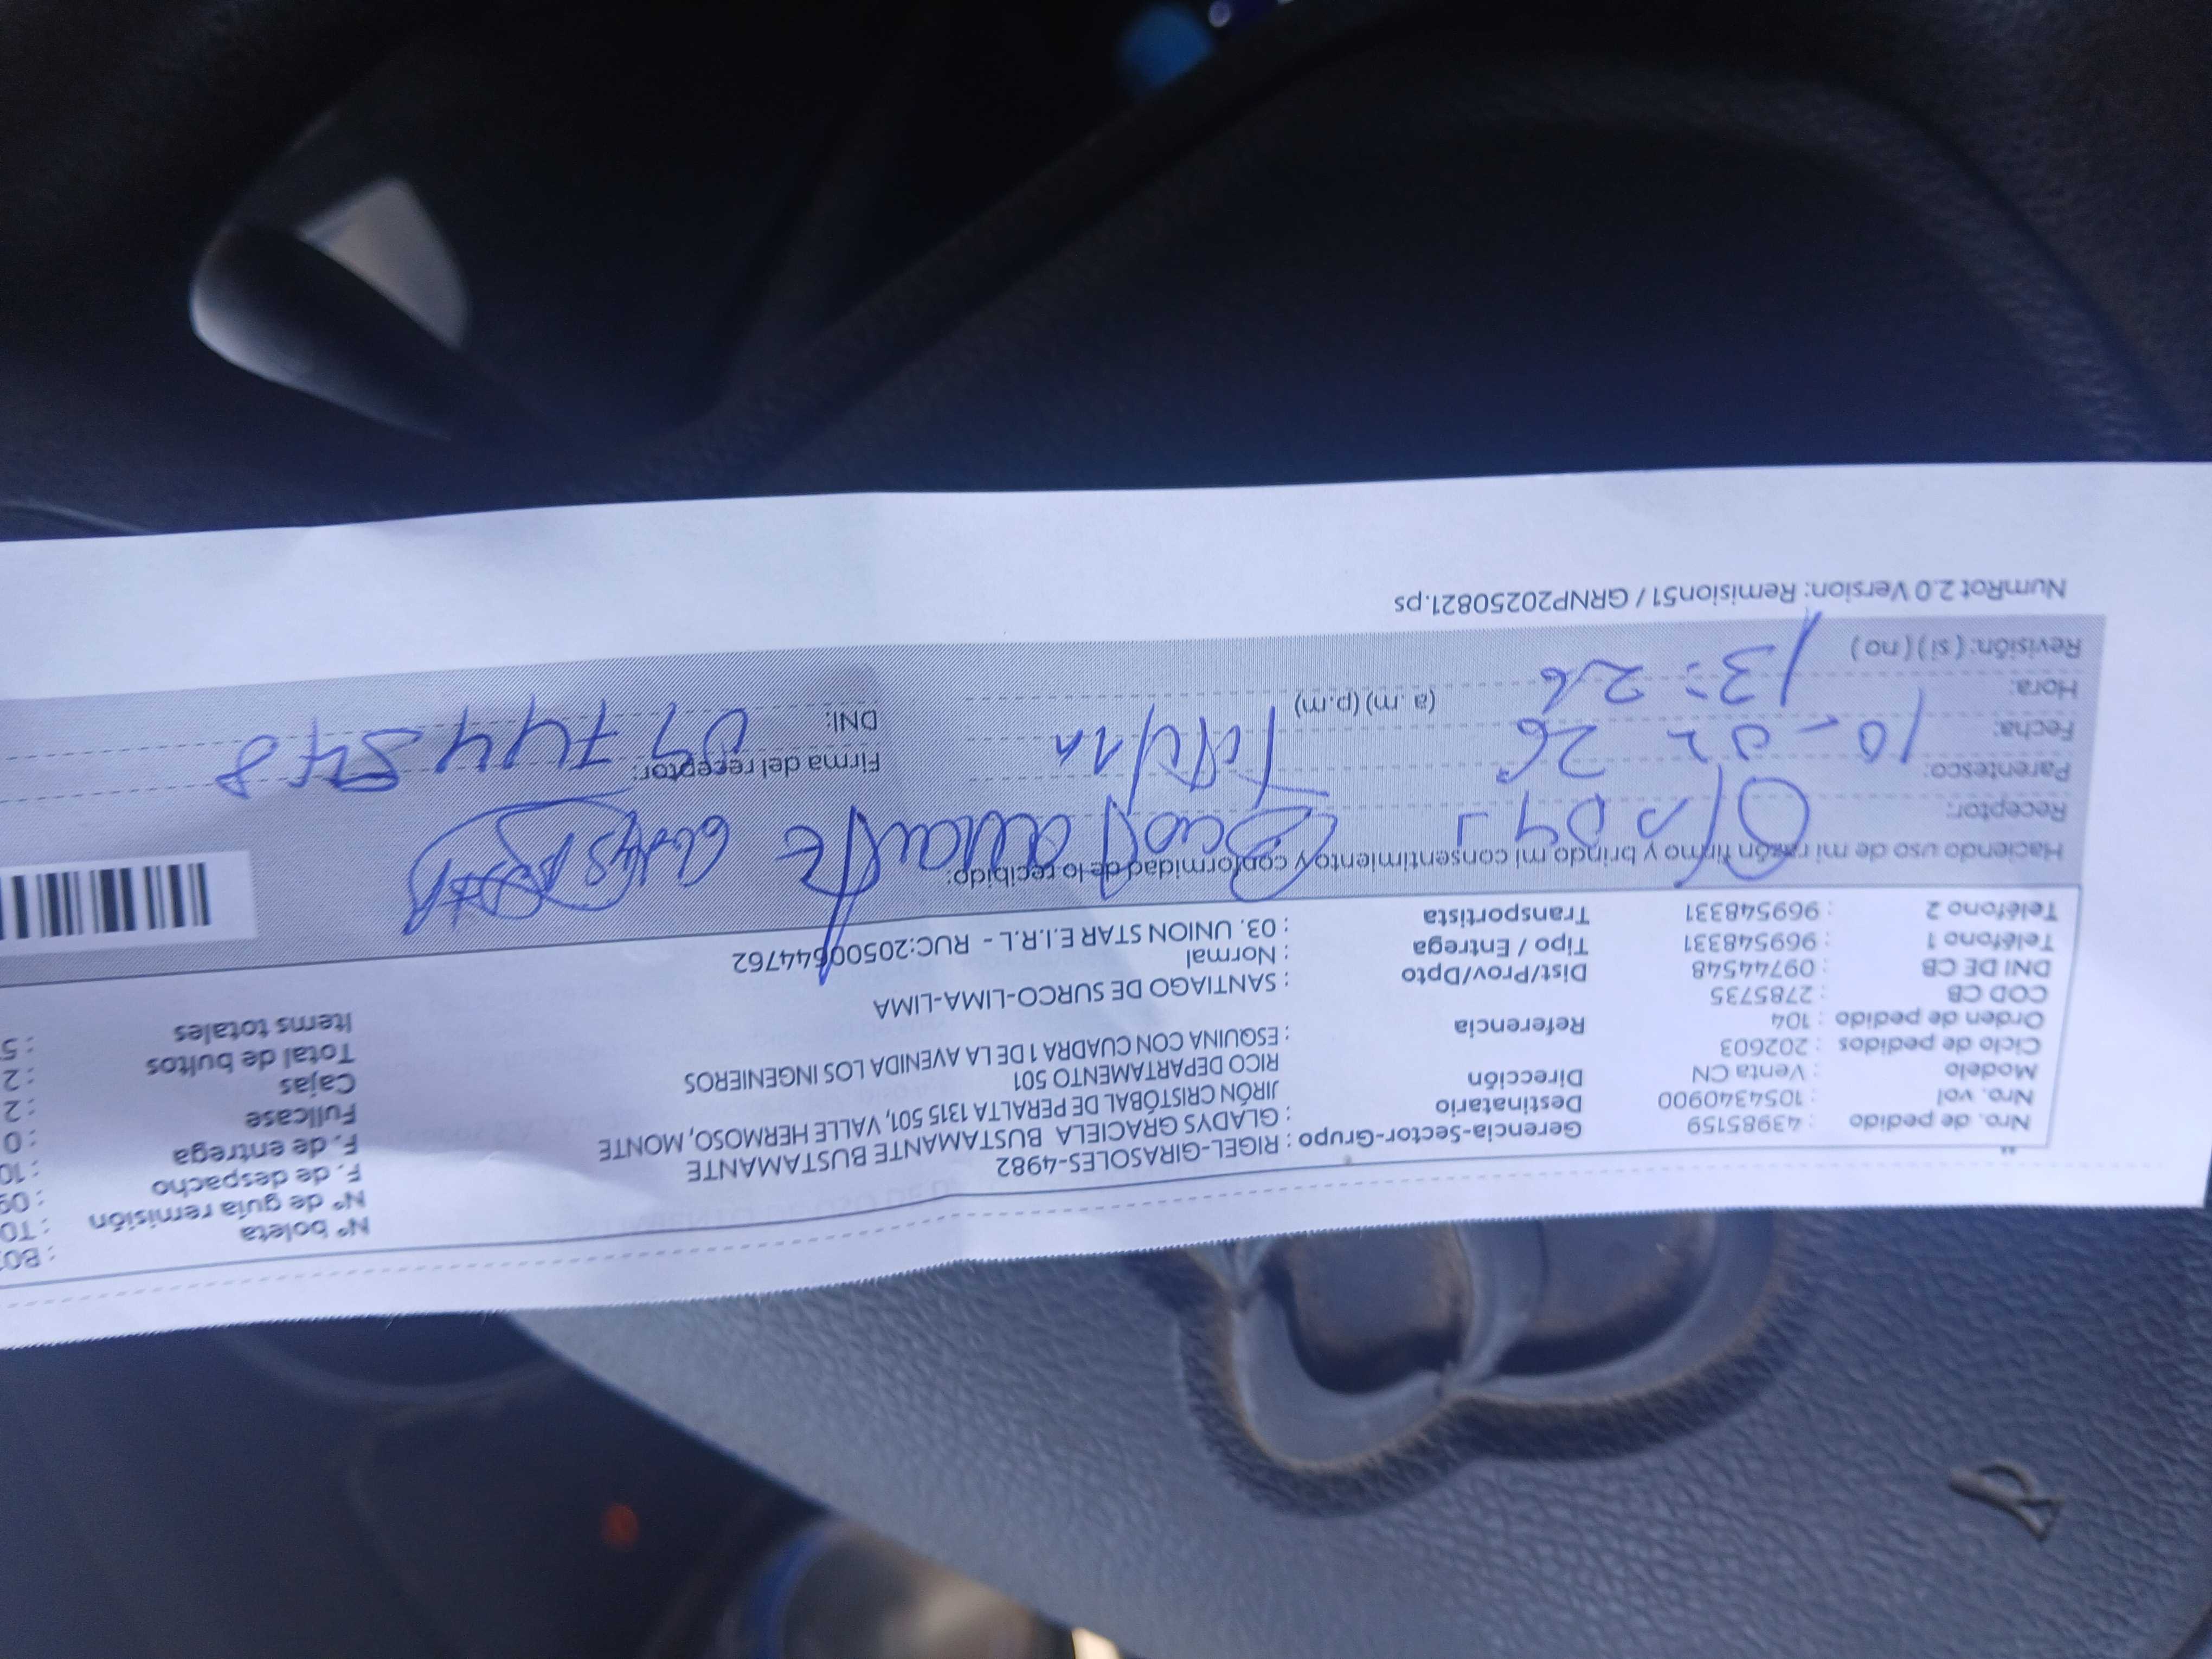 Nº boleta : B0
Nº de guía remisión : T0
F. de despacho : 09
F. de entrega : 10
Fullcase : 0
Cajas : 2
Total de bultos : 2
Items totales : 5
Nro. de pedido : 43985159
Nro. vol : 1054340900
Modelo : Venta CN
Ciclo de pedidos : 202603
Orden de pedido : 104
COD CB : 2785735
DNI DE CB : 09744548
Teléfono 1 : 969548331
Teléfono 2 : 969548331
Gerencia-Sector-Grupo : RIGEL-GIRASOLES-4982
Destinatario : GLADYS GRACIELA BUSTAMANTE BUSTAMANTE
Dirección : JIRÓN CRISTÓBAL DE PERALTA 1315 501, VALLE HERMOSO, MONTE
RICO DEPARTAMENTO 501
Referencia : ESQUINA CON CUADRA 1 DE LA AVENIDA LOS INGENIEROS
Dist/Prov/Dpto : SANTIAGO DE SURCO-LIMA-LIMA
Tipo / Entrega : Normal
Transportista : 03. UNION STAR E.I.R.L - RUC:20500544762
Haciendo uso de mi razón firmo y brindo mi consentimiento y conformidad de lo recibido:
Receptor:
Parentesco:
Firma del receptor:
Fecha: 10-02 26
DNI: 09744548
Hora: 13:26 (a.m) (p.m)
Revisión: (si) (no)
NumRot 2.0 Version: Remision51 / GRNP20250821.ps